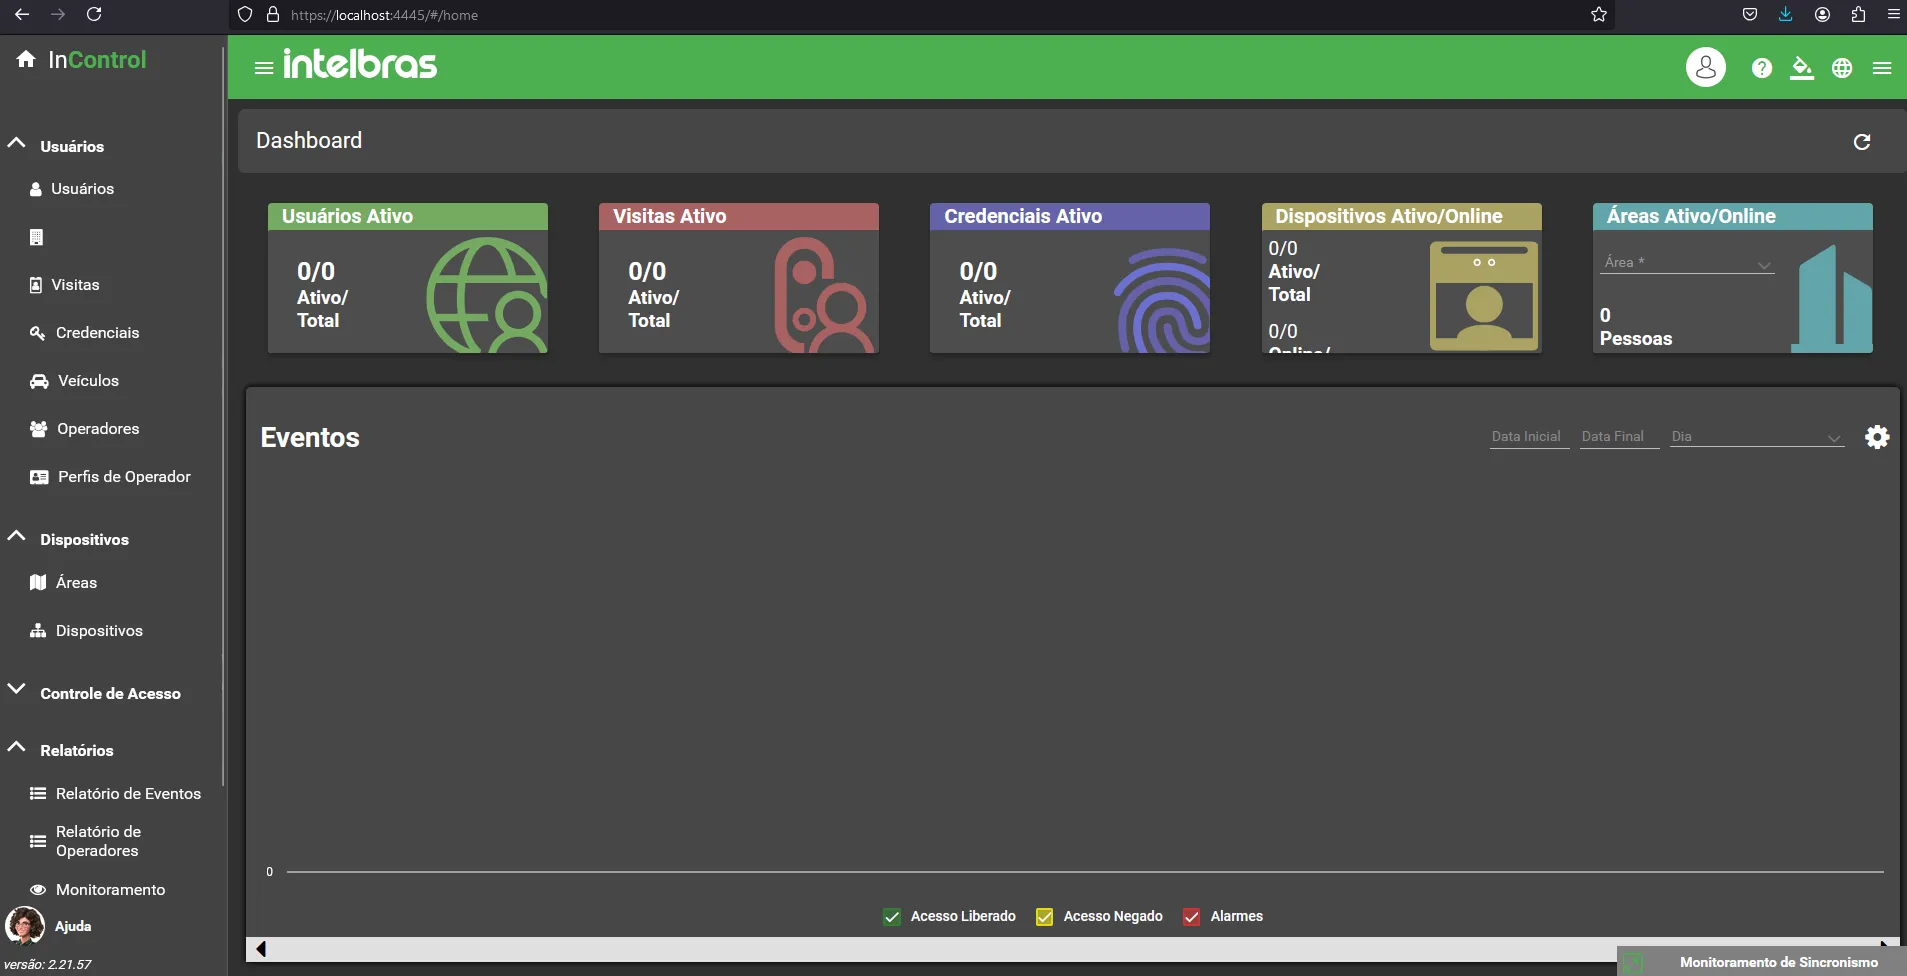 https://localhost:4445/#/home
InControl
intelbras
Dashboard
Usuários
Usuários
Visitas
Credenciais
Veículos
Operadores
Perfis de Operador
Dispositivos
Áreas
Dispositivos
Controle de Acesso
Relatórios
Relatório de Eventos
Relatório de
Operadores
Monitoramento
Ajuda
versão: 2.21.57
Usuários Ativo
0/0
Ativo/
Total
Visitas Ativo
0/0
Ativo/
Total
Credenciais Ativo
0/0
Ativo/
Total
Dispositivos Ativo/Online
0/0
Ativo/
Total
0/0
Online/
Áreas Ativo/Online
Área *
0
Pessoas
Eventos
Data Inicial
Data Final
Dia
0
Acesso Liberado
Acesso Negado
Alarmes
Monitoramento de Sincronismo